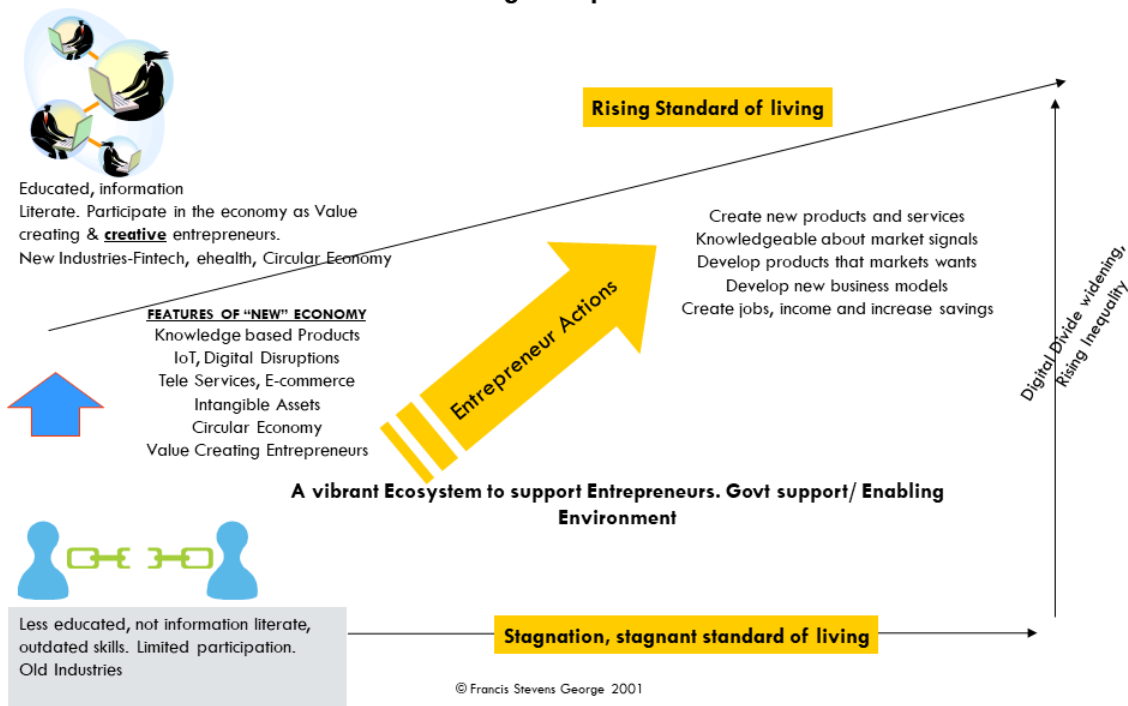 Rising Standard of living
Educated, information
Literate. Participate in the economy as Value
creating & creative entrepreneurs.
New Industries-Fintech, ehealth, Circular Economy
Create new products and services
Knowledgeable about market signals
Develop products that markets wants
Develop new business models
Create jobs, income and increase savings
Digital Divide widening,
Rising Inequality
FEATURES OF “NEW” ECONOMY
Knowledge based Products
IoT, Digital Disruptions
Tele Services, E-commerce
Intangible Assets
Circular Economy
Value Creating Entrepreneurs
Entrepreneur Actions
A vibrant Ecosystem to support Entrepreneurs. Govt support/ Enabling
Environment
Less educated, not information literate,
outdated skills. Limited participation.
Old Industries
Stagnation, stagnant standard of living
© Francis Stevens George 2001